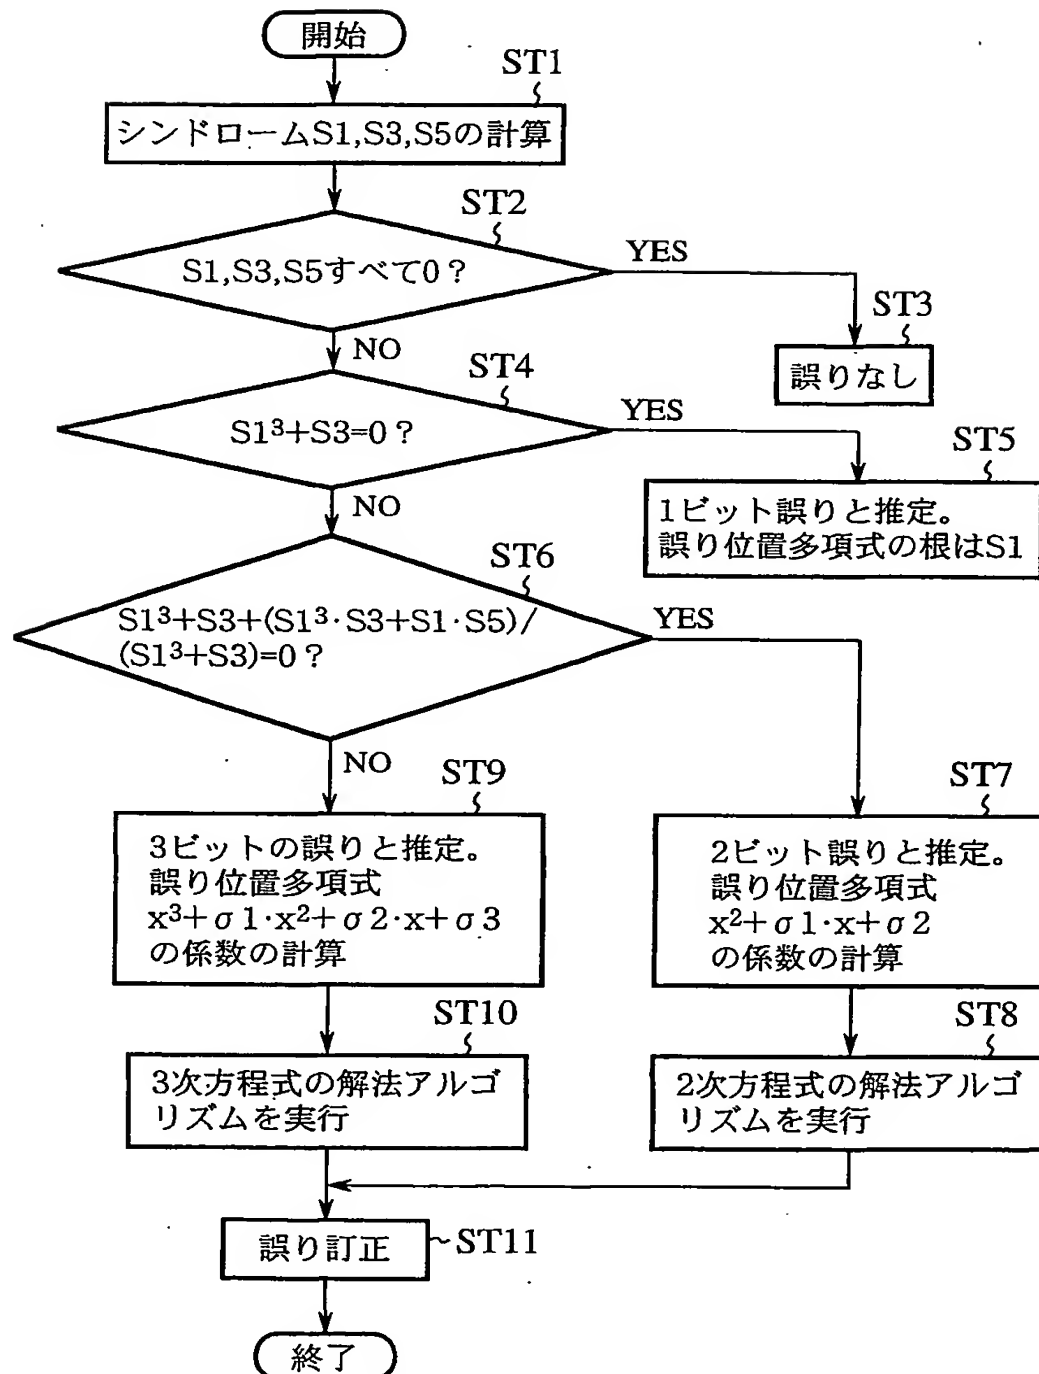 開始
ST1
シンドロームS1,S3,S5の計算
ST2
S1,S3,S5すべて0？
YES
ST3
誤りなし
NO
ST4
S1³+S3=0？
YES
ST5
1ビット誤りと推定。
誤り位置多項式の根はS1
NO
ST6
S1³+S3+(S1³·S3+S1·S5)/
(S1³+S3)=0？
YES
NO
ST9
3ビットの誤りと推定。
誤り位置多項式
x³+σ1·x²+σ2·x+σ3
の係数の計算
ST7
2ビット誤りと推定。
誤り位置多項式
x²+σ1·x+σ2
の係数の計算
ST10
3次方程式の解法アルゴ
リズムを実行
ST8
2次方程式の解法アルゴ
リズムを実行
誤り訂正
ST11
終了